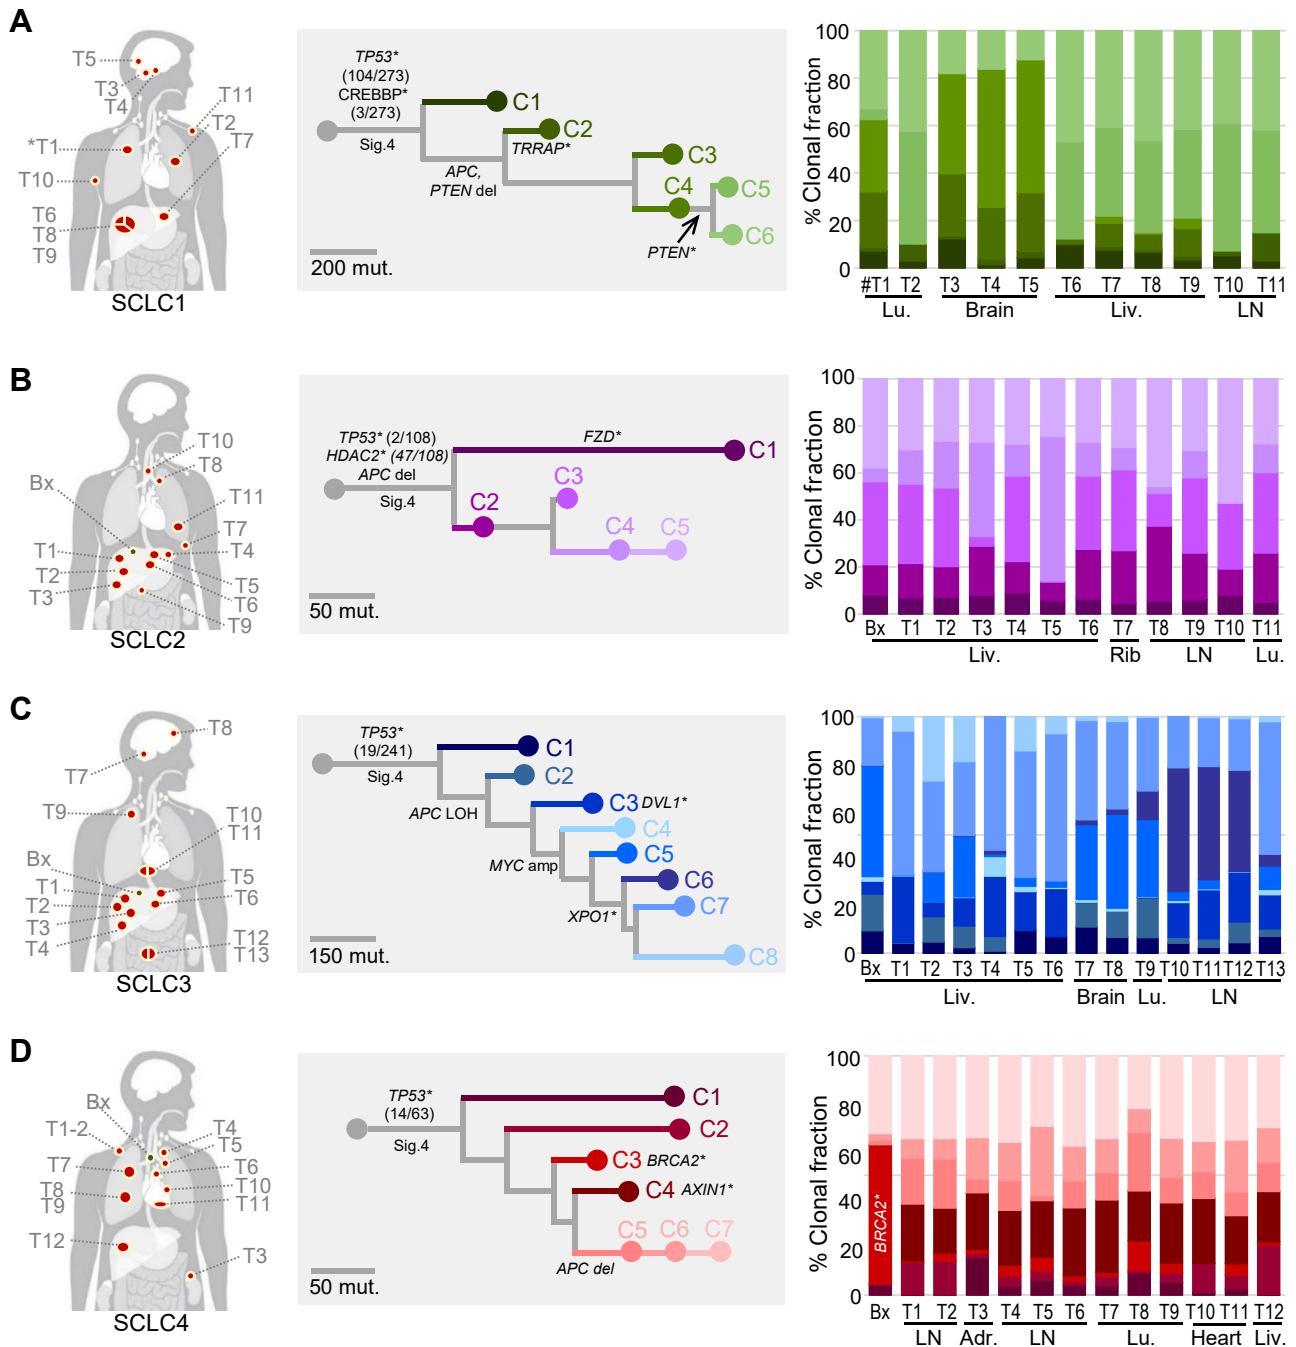 A
T5
T3
T4
T11
T2
T7
*T1
T10
T6
T8
T9
SCLC1
TP53*
(104/273)
CREBBP*
(3/273)
Sig.4
C1
C2
TRRAP*
APC,
PTEN del
C3
C4
C5
C6
PTEN*
200 mut.
% Clonal fraction
100
80
60
40
20
0
#T1 T2 T3 T4 T5 T6 T7 T8 T9 T10 T11
Lu. Brain Liv. LN
B
T10
T8
Bx
T11
T7
T1
T4
T2
T5
T3
T6
T9
SCLC2
TP53* (2/108)
HDAC2* (47/108)
APC del
Sig.4
FZD*
C1
C2
C3
C4
C5
50 mut.
% Clonal fraction
100
80
60
40
20
0
Bx T1 T2 T3 T4 T5 T6 T7 T8 T9 T10 T11
Liv. Rib LN Lu.
C
T8
T7
T9
T10
T11
Bx
T1
T5
T2
T6
T3
T4
T12
T13
SCLC3
TP53*
(19/241)
Sig.4
C1
C2
APC LOH
C3 DVL1*
C4
MYC amp
C5
C6
XPO1*
C7
C8
150 mut.
% Clonal fraction
100
80
60
40
20
0
Bx T1 T2 T3 T4 T5 T6 T7 T8 T9 T10 T11 T12 T13
Liv. Brain Lu. LN
D
Bx
T1-2
T4
T5
T7
T6
T8
T9
T10
T11
T12
T3
SCLC4
TP53*
(14/63)
Sig.4
C1
C2
C3 BRCA2*
C4 AXIN1*
C5 C6 C7
APC del
50 mut.
% Clonal fraction
100
80
60
40
20
0
BRCA2*
Bx T1 T2 T3 T4 T5 T6 T7 T8 T9 T10 T11 T12
LN Adr. LN Lu. Heart Liv.